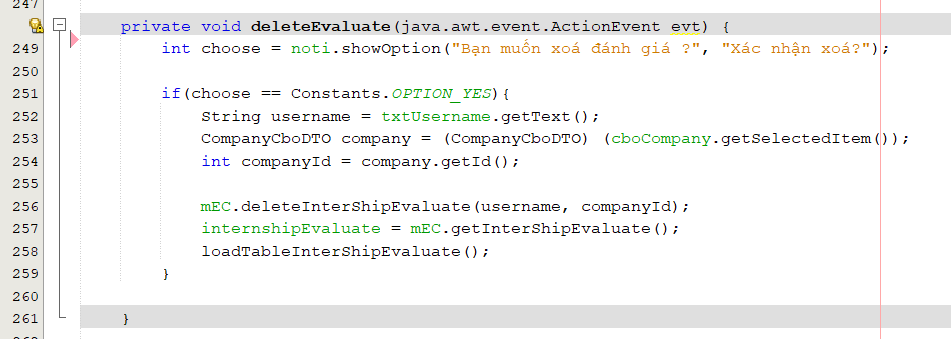 247
private void deleteEvaluate(java.awt.event.ActionEvent evt) {
249 int choose = noti.showOption("Bạn muốn xoá đánh giá ?", "Xác nhận xoá?");
250
251 if(choose == Constants.OPTION_YES){
252 String username = txtUsername.getText();
253 CompanyCboDTO company = (CompanyCboDTO) (cboCompany.getSelectedItem());
254 int companyId = company.getId();
255
256 mEC.deleteInterShipEvaluate(username, companyId);
257 internshipEvaluate = mEC.getInterShipEvaluate();
258 loadTableInterShipEvaluate();
259 }
260
261 }